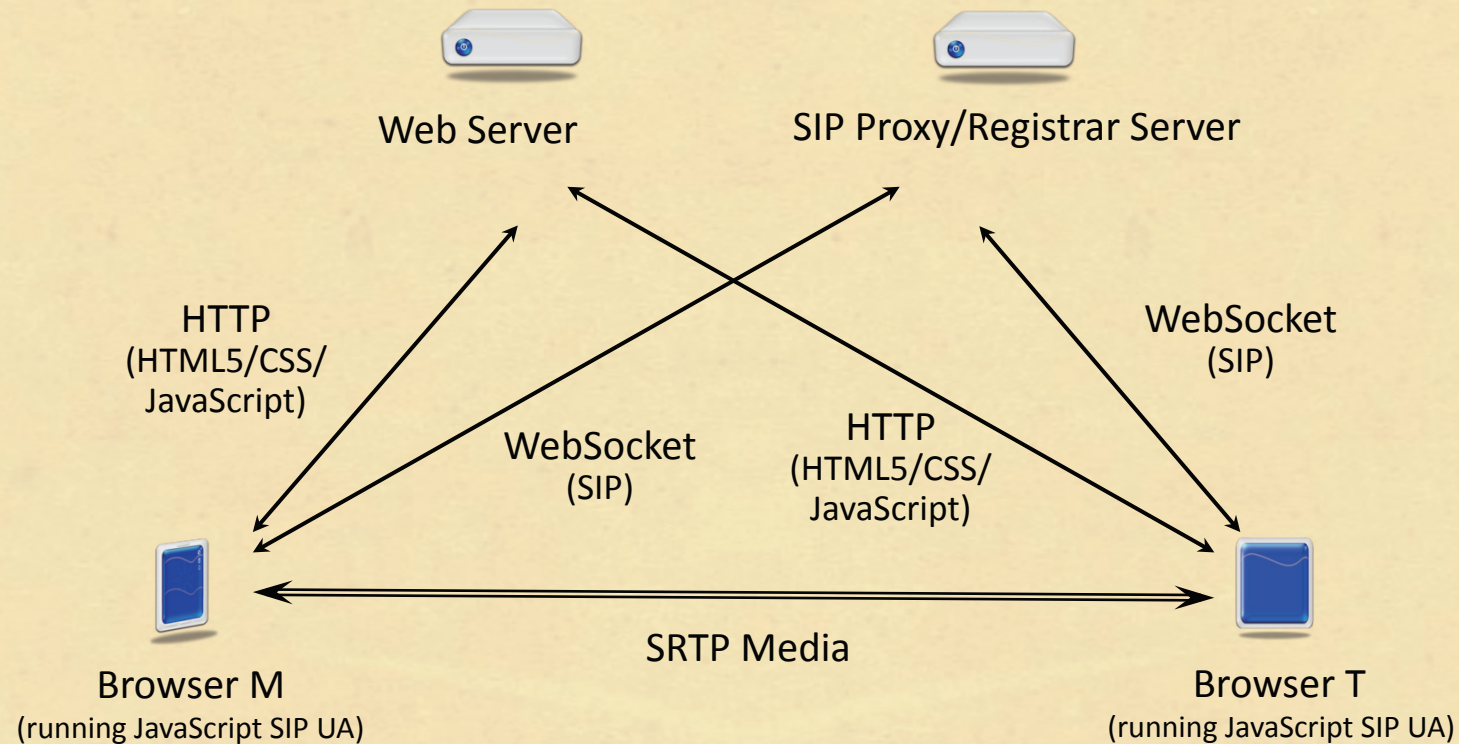 Web Server
SIP Proxy/Registrar Server
HTTP
(HTML5/CSS/
JavaScript)
WebSocket
(SIP)
WebSocket
(SIP)
HTTP
(HTML5/CSS/
JavaScript)
SRTP Media
Browser M
(running JavaScript SIP UA)
Browser T
(running JavaScript SIP UA)